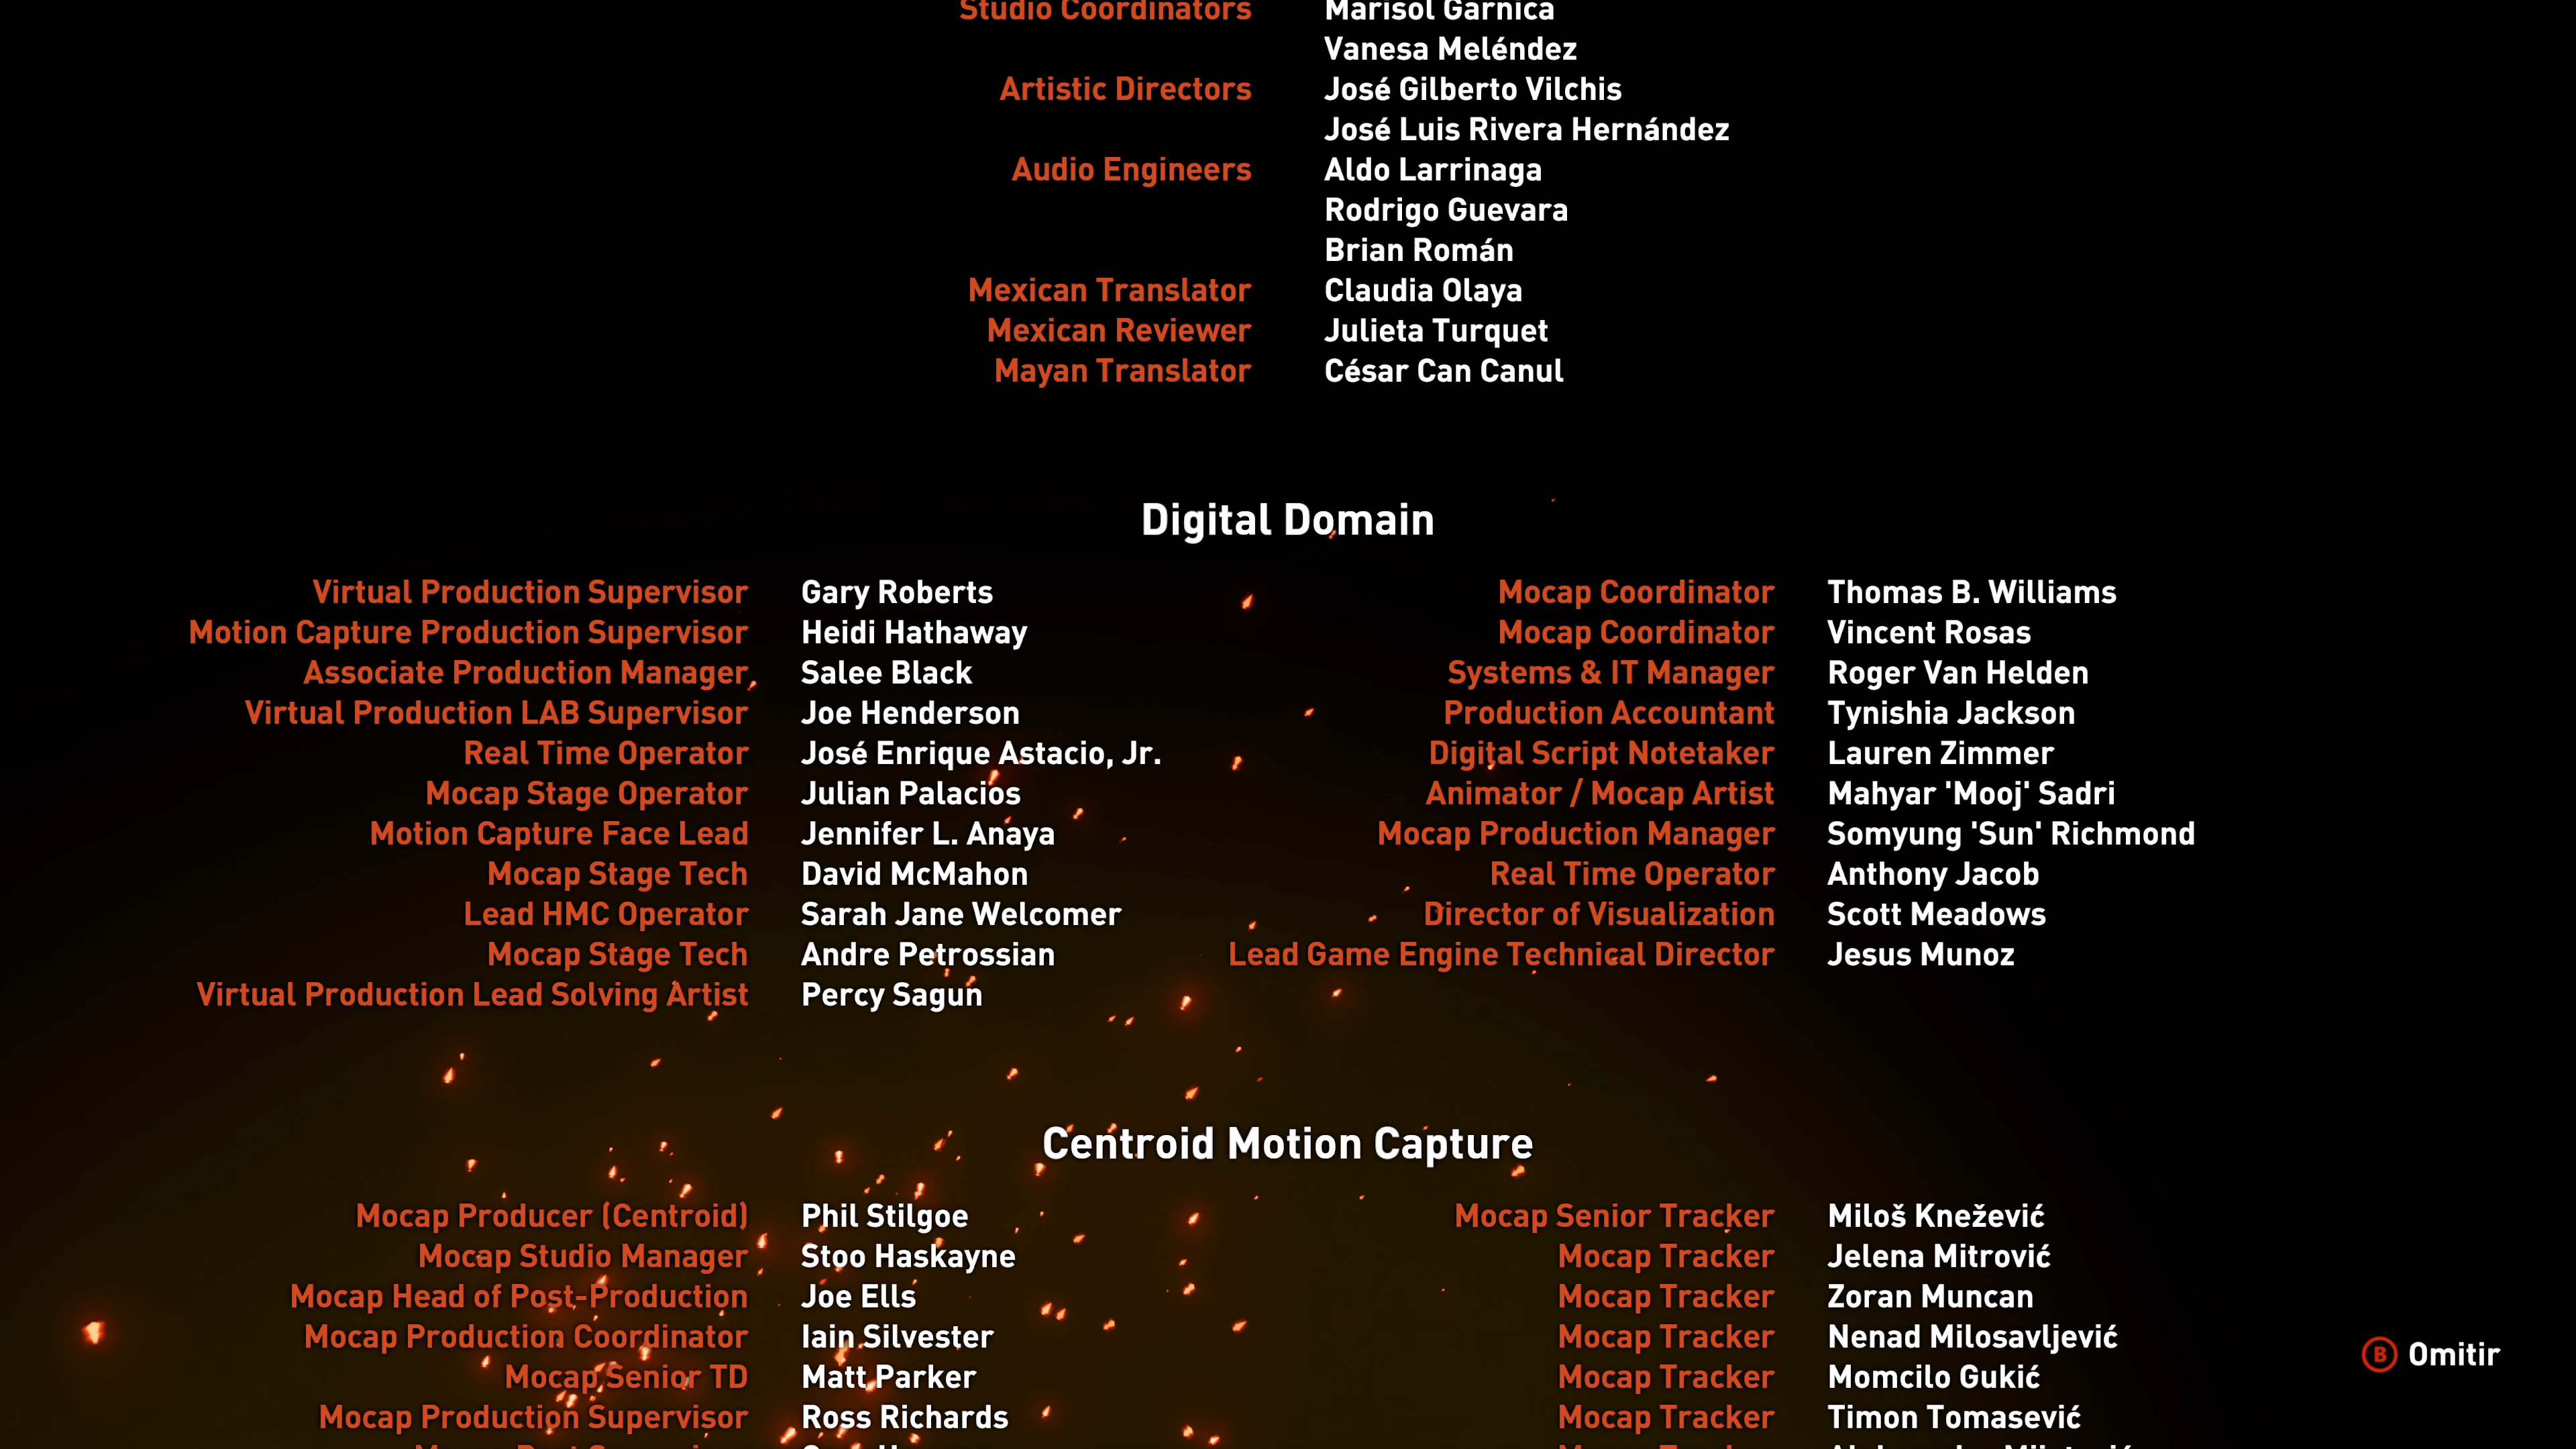 Studio Coordinators Marisol Garnica
Vanesa Meléndez
Artistic Directors José Gilberto Vilchis
José Luis Rivera Hernández
Audio Engineers Aldo Larrinaga
Rodrigo Guevara
Brian Román
Mexican Translator Claudia Olaya
Mexican Reviewer Julieta Turquet
Mayan Translator César Can Canul
Digital Domain
Virtual Production Supervisor Gary Roberts
Motion Capture Production Supervisor Heidi Hathaway
Associate Production Manager Salee Black
Virtual Production LAB Supervisor Joe Henderson
Real Time Operator José Enrique Astacio, Jr.
Mocap Stage Operator Julian Palacios
Motion Capture Face Lead Jennifer L. Anaya
Mocap Stage Tech David McMahon
Lead HMC Operator Sarah Jane Welcomer
Mocap Stage Tech Andre Petrossian
Virtual Production Lead Solving Artist Percy Sagun
Mocap Coordinator Thomas B. Williams
Mocap Coordinator Vincent Rosas
Systems & IT Manager Roger Van Helden
Production Accountant Tynishia Jackson
Digital Script Notetaker Lauren Zimmer
Animator / Mocap Artist Mahyar 'Mooj' Sadri
Mocap Production Manager Somyung 'Sun' Richmond
Real Time Operator Anthony Jacob
Director of Visualization Scott Meadows
Lead Game Engine Technical Director Jesus Munoz
Centroid Motion Capture
Mocap Producer (Centroid) Phil Stilgoe
Mocap Studio Manager Stoo Haskayne
Mocap Head of Post-Production Joe Ells
Mocap Production Coordinator Iain Silvester
Mocap Senior TD Matt Parker
Mocap Production Supervisor Ross Richards
Mocap Senior Tracker Miloš Knežević
Mocap Tracker Jelena Mitrović
Mocap Tracker Zoran Muncan
Mocap Tracker Nenad Milosavljević
Mocap Tracker Momcilo Gukić
Mocap Tracker Timon Tomasević
B Omitir